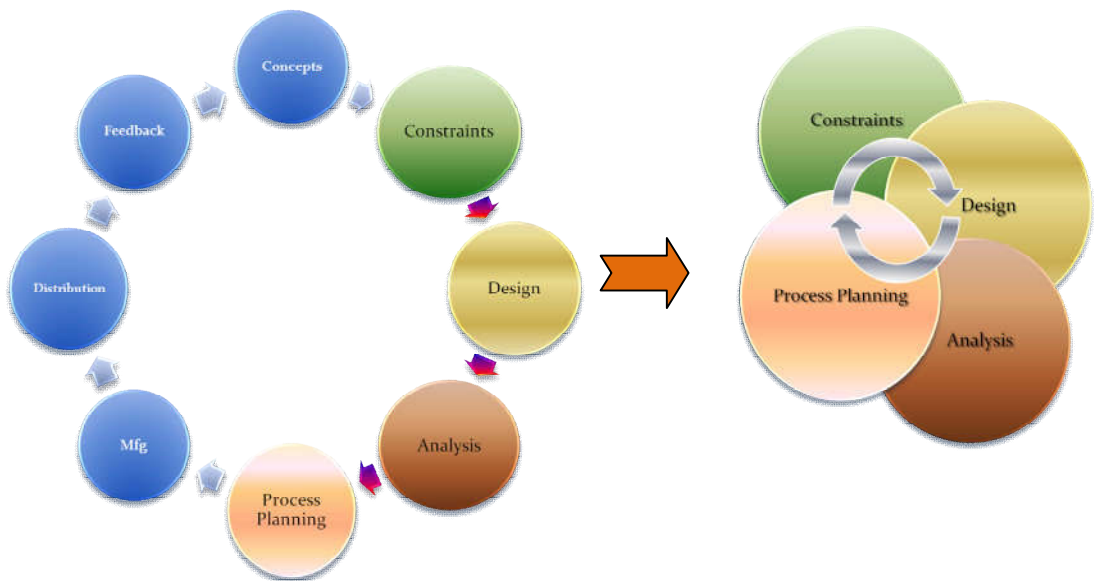 Concepts
Constraints
Design
Analysis
Process
Planning
Mfg
Distribution
Feedback
Constraints
Design
Analysis
Process Planning